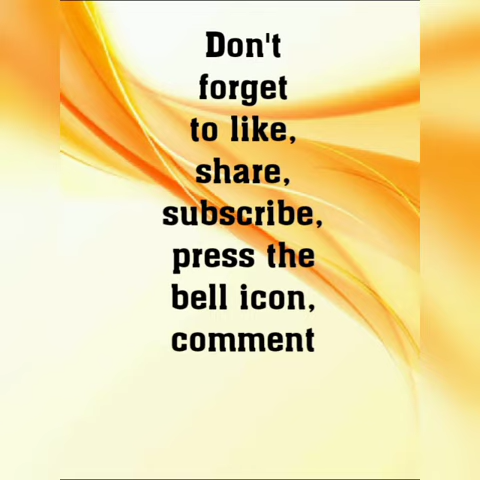 Don't
forget
to like,
share,
subscribe,
press the
bell icon,
comment